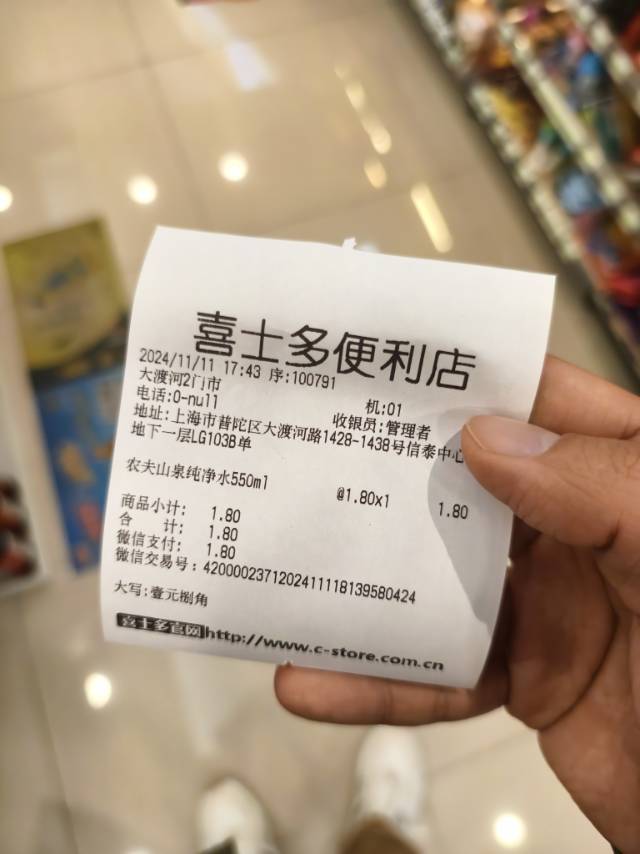 喜士多便利店
2024/11/11 17:43 序:100791
大渡河2门市 机:01
电话:0-null 收银员:管理者
地址:上海市普陀区大渡河路1428-1438号信泰中心
地下一层LG103B单
农夫山泉纯净水550ml @1.80x1 1.80
商品小计: 1.80
合 计: 1.80
微信支付: 1.80
微信交易号:4200002371202411118139580424
大写:壹元捌角
喜士多官网http://www.c-store.com.cn